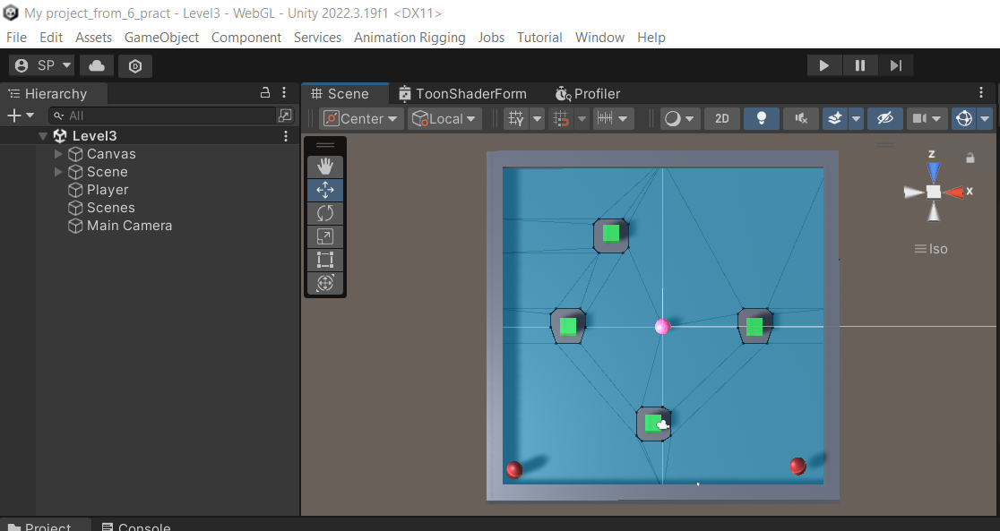 My project_from_6_pract - Level3 - WebGL - Unity 2022.3.19f1 <DX11>
File Edit Assets GameObject Component Services Animation Rigging Jobs Tutorial Window Help
SP
Hierarchy
All
Level3
Canvas
Scene
Player
Scenes
Main Camera
Scene ToonShaderForm Profiler
Center Local 2D
z
x
Iso
Project Console